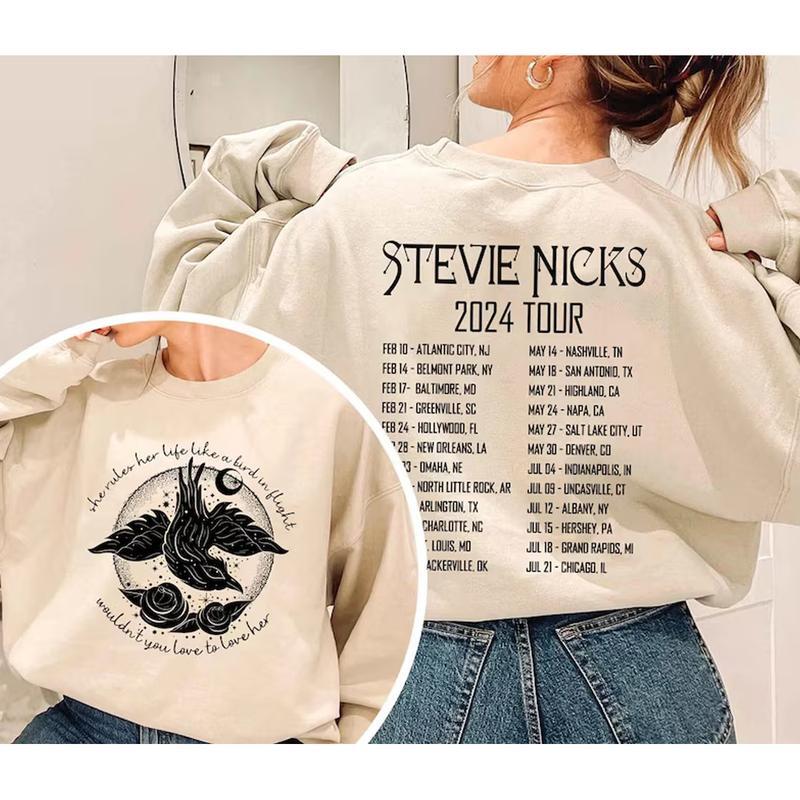 STEVIE NICKS
2024 TOUR
FEB 10 - ATLANTIC CITY, NJ
FEB 14 - BELMONT PARK, NY
FEB 17- BALTIMORE, MD
FEB 21 - GREENVILLE, SC
FEB 24 - HOLLYWOOD, FL
28 - NEW ORLEANS, LA
- OMAHA, NE
NORTH LITTLE ROCK, AR
ARLINGTON, TX
CHARLOTTE, NC
LOUIS, MO
MAY 14 - NASHVILLE, TN
MAY 18 - SAN ANTONIO, TX
MAY 21 - HIGHLAND, CA
MAY 24 - NAPA, CA
MAY 27 - SALT LAKE CITY, UT
MAY 30 - DENVER, CO
JUL 04 - INDIANAPOLIS, IN
JUL 09 - UNCASVILLE, CT
JUL 12 - ALBANY, NY
JUL 15 - HERSHEY, PA
JUL 18 - GRAND RAPIDS, MI
JUL 21 - CHICAGO, IL
she rules her life like a bird in flight
wouldn't you love to love her